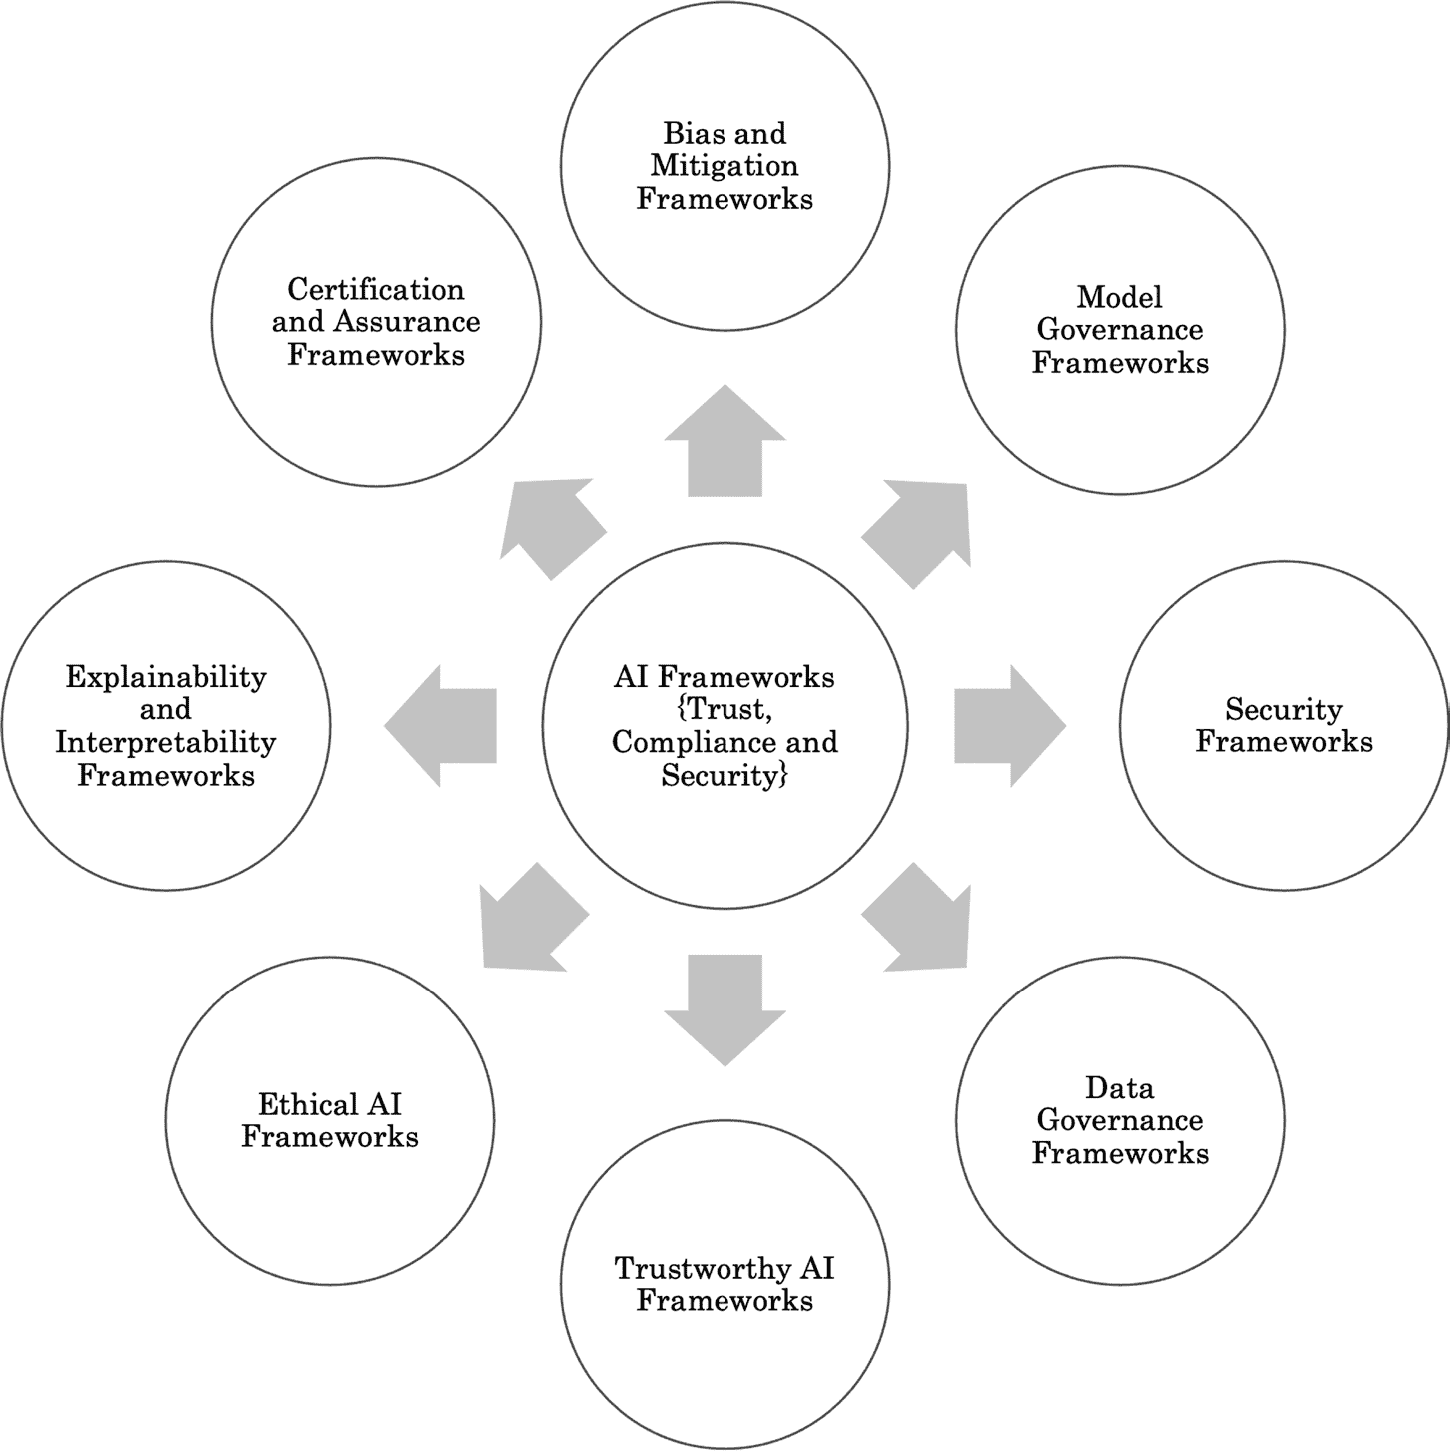 Bias and
Mitigation
Frameworks
Certification
and Assurance
Frameworks
Model
Governance
Frameworks
Explainability
and
Interpretability
Frameworks
AI Frameworks
{Trust,
Compliance and
Security}
Security
Frameworks
Ethical AI
Frameworks
Data
Governance
Frameworks
Trustworthy AI
Frameworks